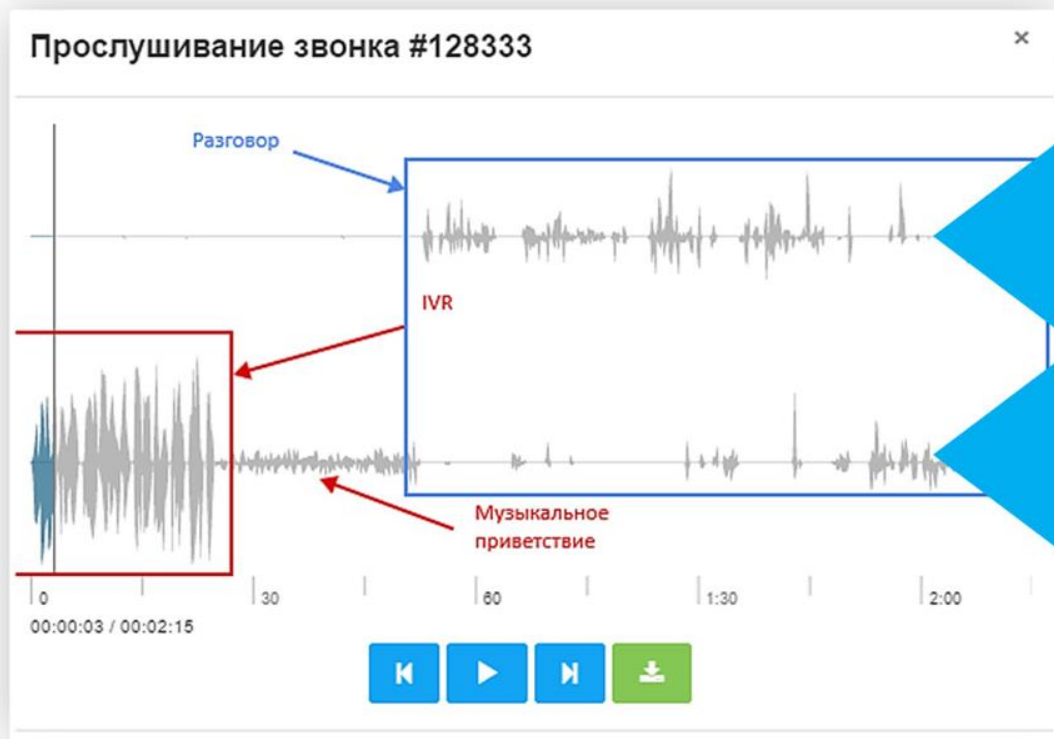 Прослушивание звонка #128333
×
Разговор
IVR
Музыкальное
приветствие
0 30 60 1:30 2:00
00:00:03 / 00:02:15